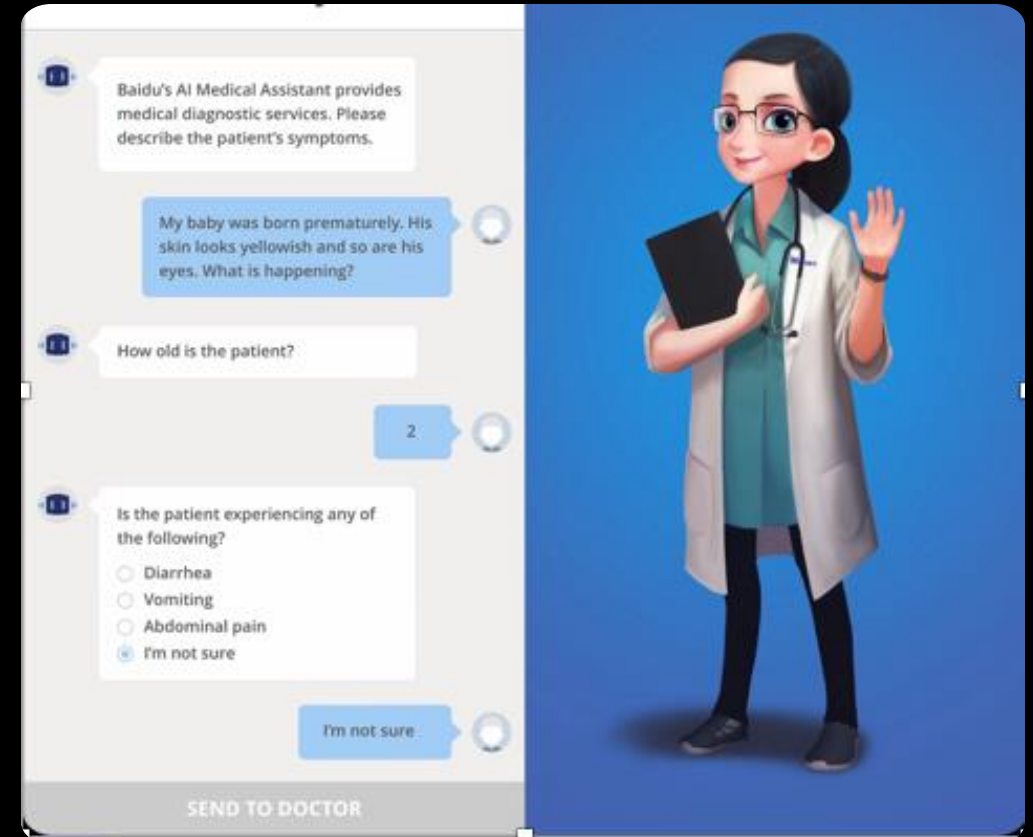 Baidu's AI Medical Assistant provides
medical diagnostic services. Please
describe the patient's symptoms.
My baby was born prematurely. His
skin looks yellowish and so are his
eyes. What is happening?
How old is the patient?
2
Is the patient experiencing any of
the following?
Diarrhea
Vomiting
Abdominal pain
I'm not sure
I'm not sure
SEND TO DOCTOR